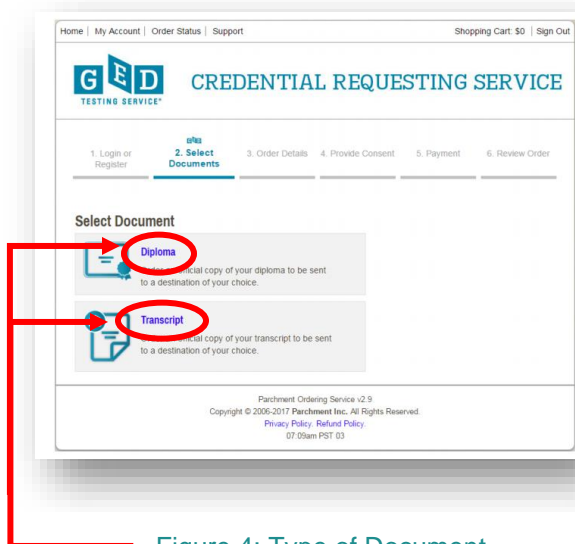 Home | My Account | Order Status | Support Shopping Cart: $0 | Sign Out
GED
TESTING SERVICE®
CREDENTIAL REQUESTING SERVICE
1. Login or Register
2. Select Documents
3. Order Details
4. Provide Consent
5. Payment
6. Review Order
Select Document
Diploma
official copy of your diploma to be sent
to a destination of your choice.
Transcript
official copy of your transcript to be sent
to a destination of your choice.
Parchment Ordering Service v2.9
Copyright © 2006-2017 Parchment Inc. All Rights Reserved.
Privacy Policy. Refund Policy.
07:09am PST 03
Figure 4: Type of Document